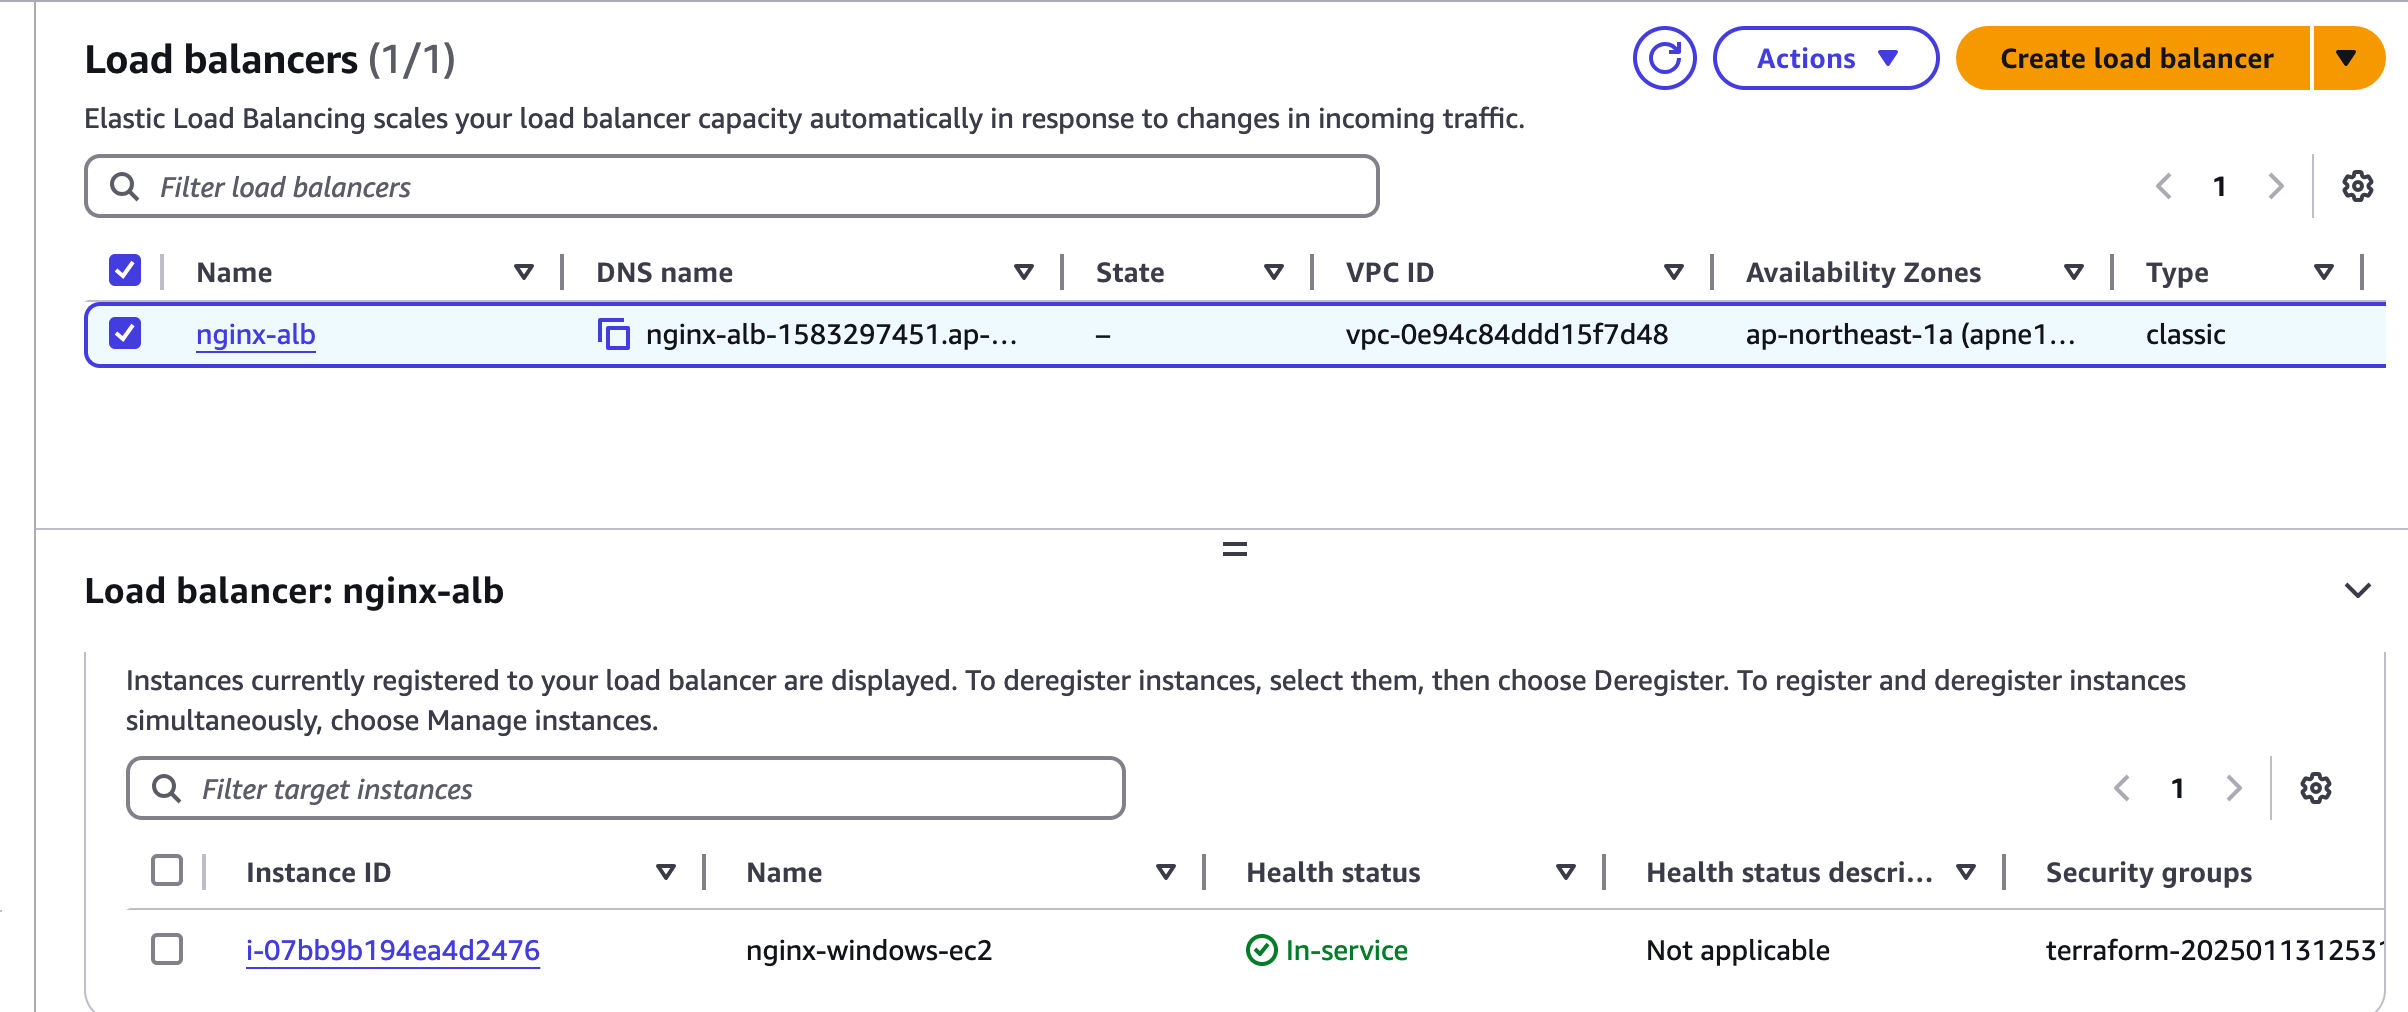 Load balancers (1/1)
Actions
Create load balancer
Elastic Load Balancing scales your load balancer capacity automatically in response to changes in incoming traffic.
Filter load balancers
1
Name DNS name State VPC ID Availability Zones Type
nginx-alb nginx-alb-1583297451.ap-... – vpc-0e94c84ddd15f7d48 ap-northeast-1a (apne1... classic
Load balancer: nginx-alb
Instances currently registered to your load balancer are displayed. To deregister instances, select them, then choose Deregister. To register and deregister instances
simultaneously, choose Manage instances.
Filter target instances
1
Instance ID Name Health status Health status descri... Security groups
i-07bb9b194ea4d2476 nginx-windows-ec2 In-service Not applicable terraform-2025011312531